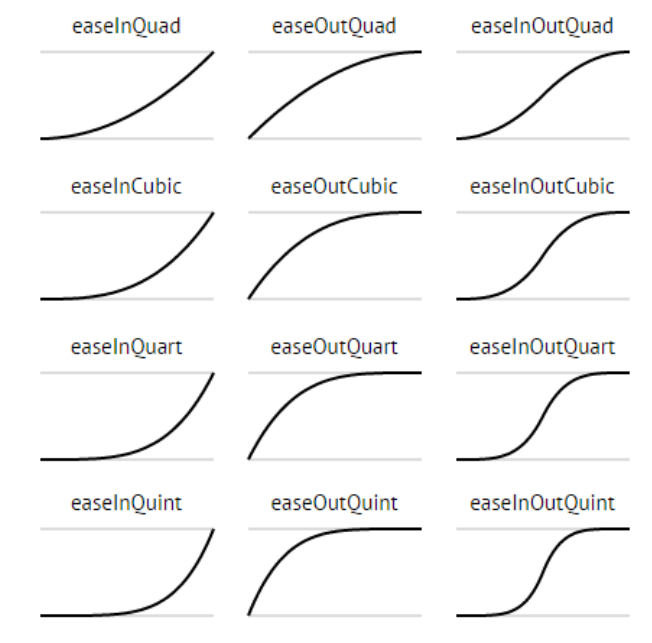 easeInQuad easeOutQuad easeInOutQuad
easeInCubic easeOutCubic easeInOutCubic
easeInQuart easeOutQuart easeInOutQuart
easeInQuint easeOutQuint easeInOutQuint